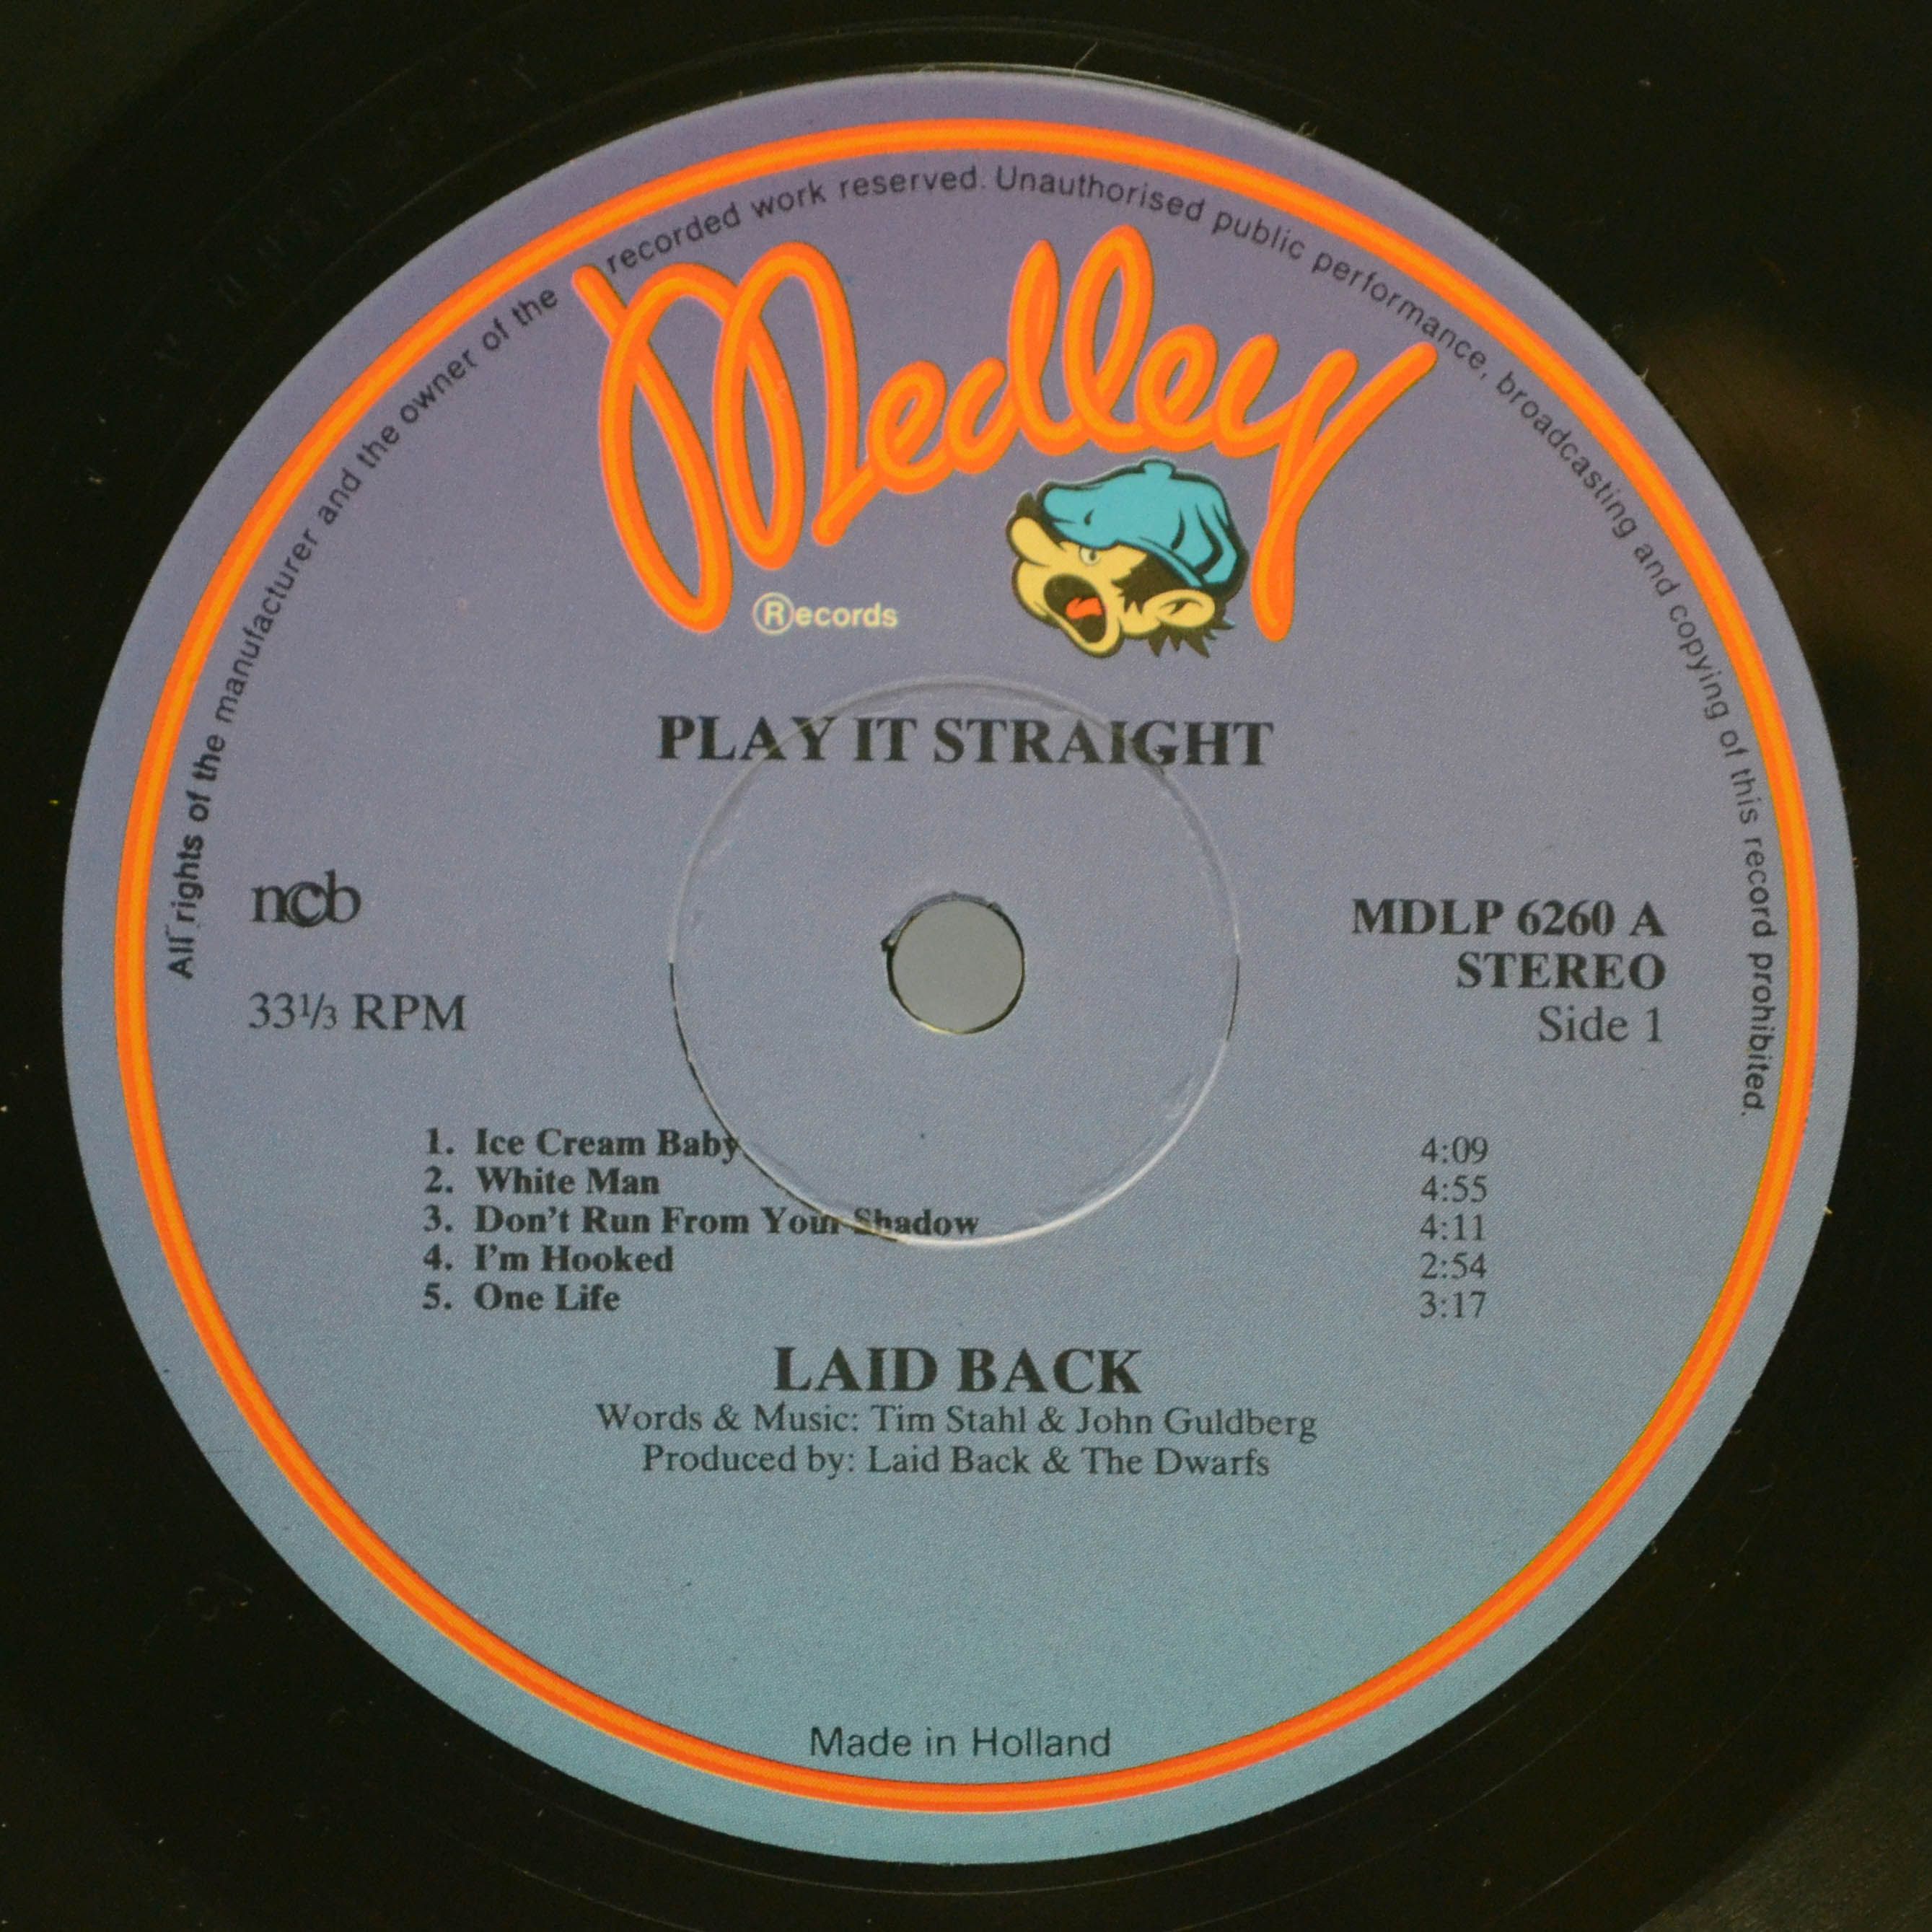 All rights of the manufacturer and the owner of the recorded work reserved. Unauthorised public performance, broadcasting and copying of this record prohibited.
Medley
Records
PLAY IT STRAIGHT
ncb
MDLP 6260 A
STEREO
33 1/3 RPM
Side 1
1. Ice Cream Baby 4:09
2. White Man 4:55
3. Don't Run From Your Shadow 4:11
4. I'm Hooked 2:54
5. One Life 3:17
LAID BACK
Words & Music: Tim Stahl & John Guldberg
Produced by: Laid Back & The Dwarfs
Made in Holland